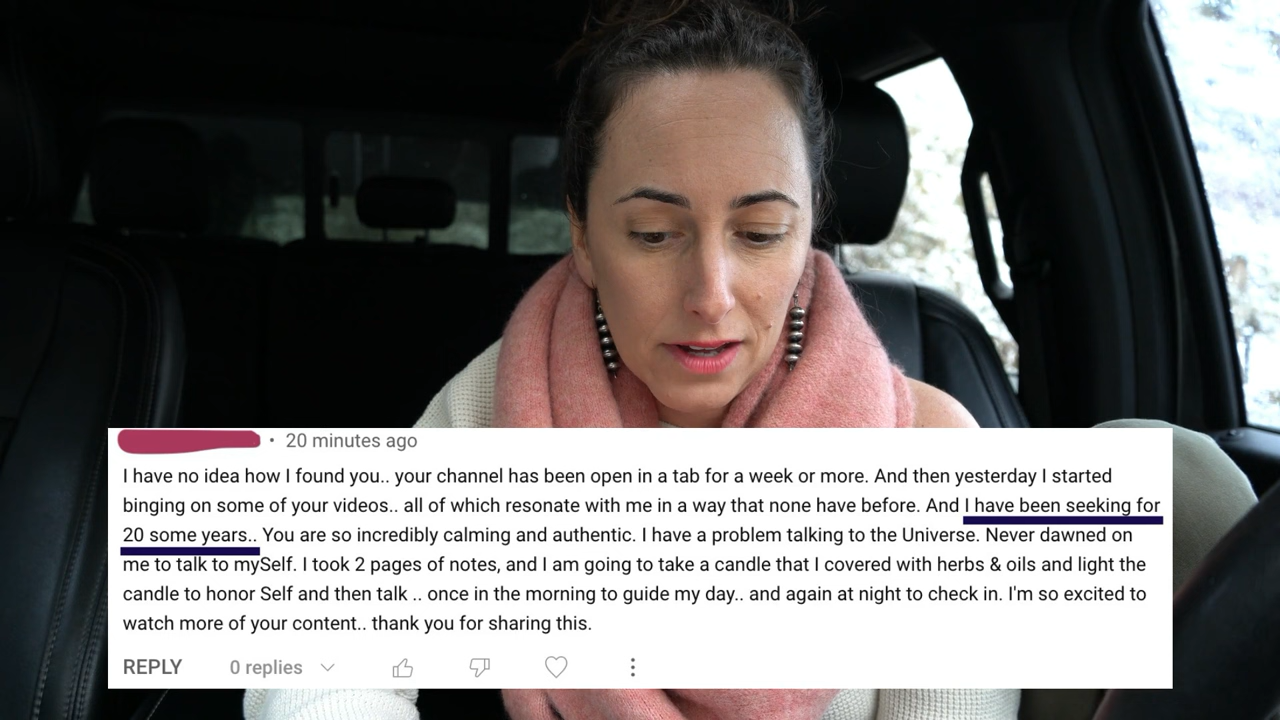 · 20 minutes ago
I have no idea how I found you.. your channel has been open in a tab for a week or more. And then yesterday I started
binging on some of your videos.. all of which resonate with me in a way that none have before. And I have been seeking for
20 some years.. You are so incredibly calming and authentic. I have a problem talking to the Universe. Never dawned on
me to talk to mySelf. I took 2 pages of notes, and I am going to take a candle that I covered with herbs & oils and light the
candle to honor Self and then talk .. once in the morning to guide my day.. and again at night to check in. I'm so excited to
watch more of your content.. thank you for sharing this.
REPLY 0 replies